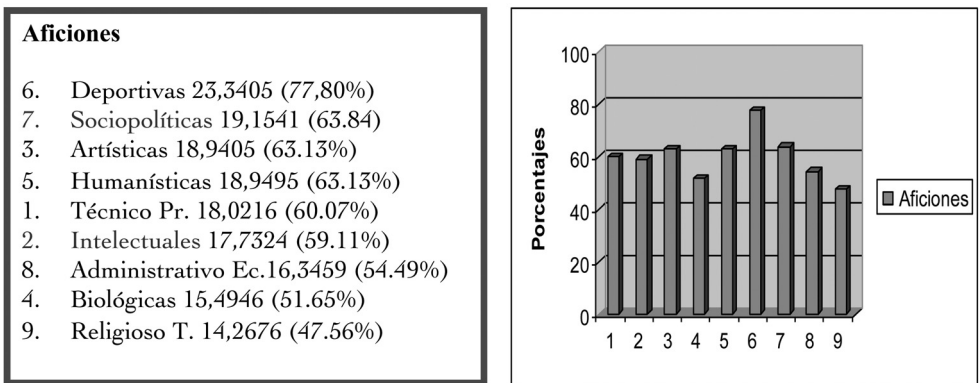 Aficiones
6. Deportivas 23,3405 (77,80%)
7. Sociopolíticas 19,1541 (63.84)
3. Artísticas 18,9405 (63.13%)
5. Humanísticas 18,9495 (63.13%)
1. Técnico Pr. 18,0216 (60.07%)
2. Intelectuales 17,7324 (59.11%)
8. Administrativo Ec.16,3459 (54.49%)
4. Biológicas 15,4946 (51.65%)
9. Religioso T. 14,2676 (47.56%)
Porcentajes
100
80
60
40
20
0
1 2 3 4 5 6 7 8 9
Aficiones